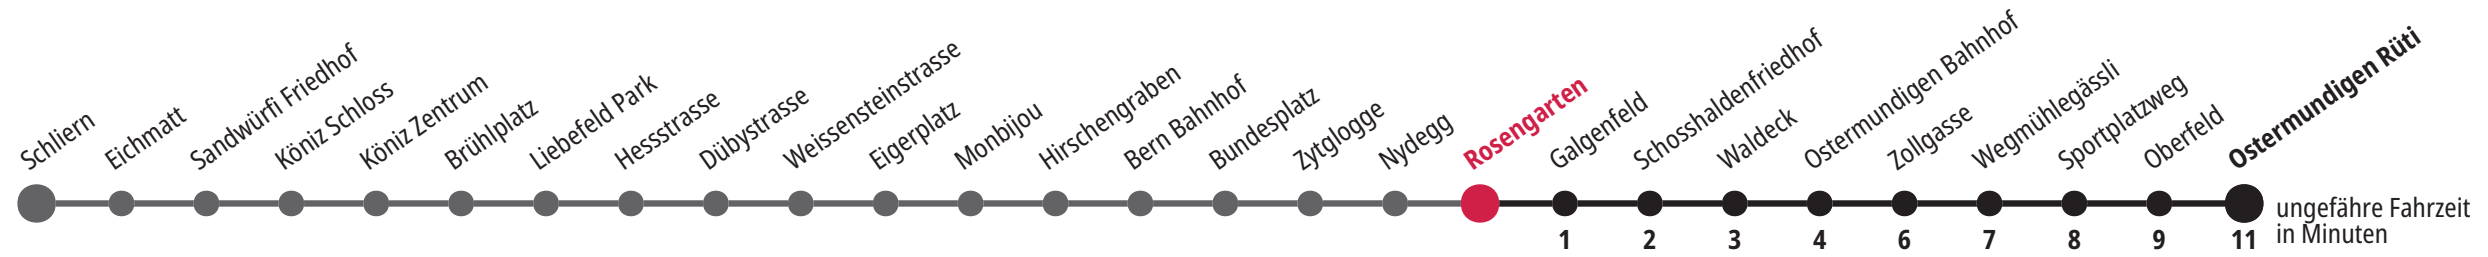 Schliern
Eichmatt
Sandwürfi Friedhof
Köniz Schloss
Köniz Zentrum
Brühlplatz
Liebefeld Park
Hessstrasse
Dübystrasse
Weissensteinstrasse
Eigerplatz
Monbijou
Hirschengraben
Bern Bahnhof
Bundesplatz
Zytglogge
Nydegg
Rosengarten
Galgenfeld
Schosshaldenfriedhof
Waldeck
Ostermundigen Bahnhof
Zollgasse
Wegmühlegässli
Sportplatzweg
Oberfeld
Ostermundigen Rüti
1 2 3 4 6 7 8 9 11
ungefähre Fahrzeit
in Minuten